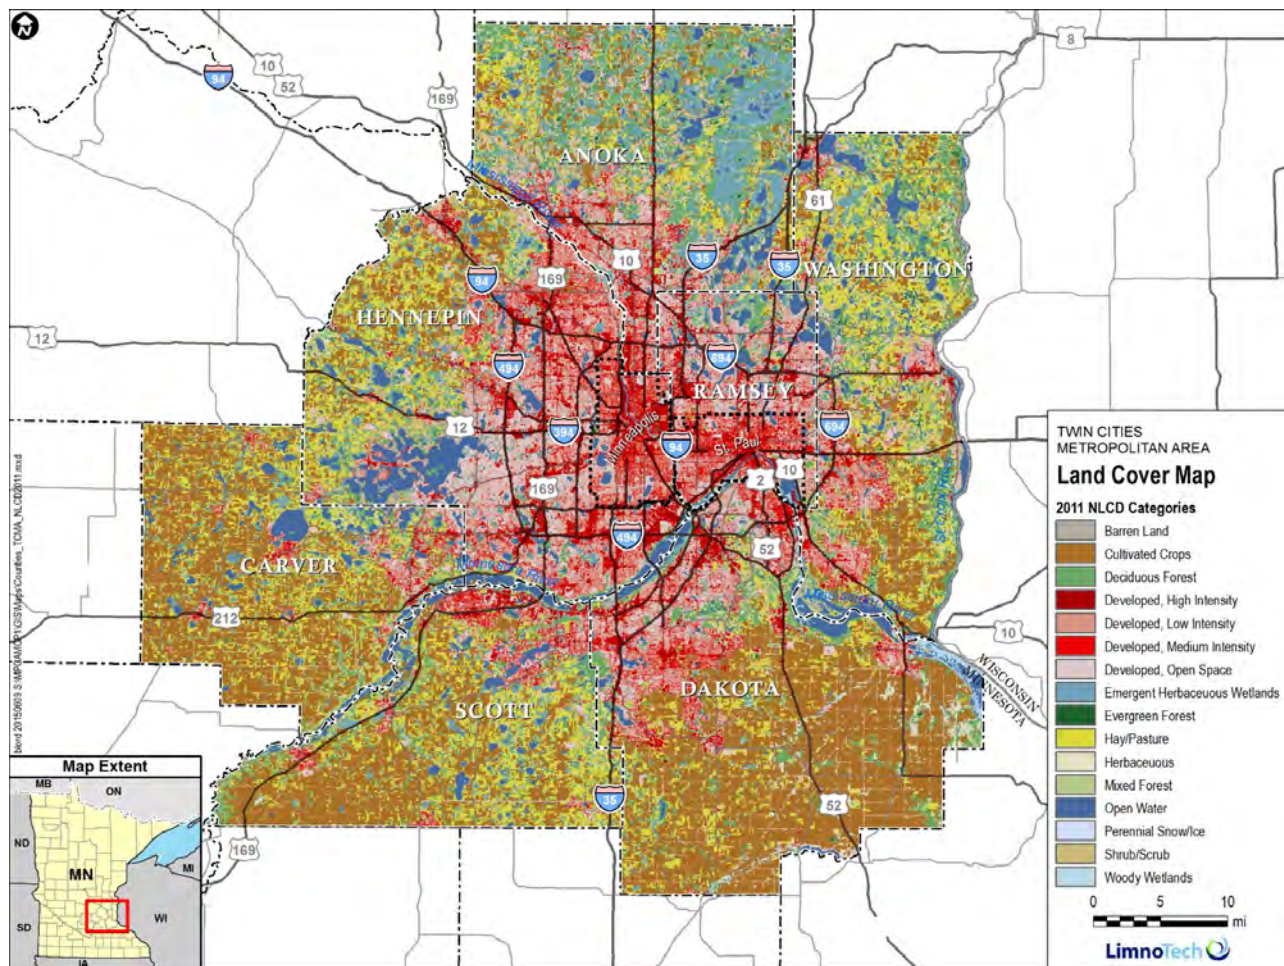 94
10
52
169
8
ANOKA
61
35
35
WASHINGTON
10
169
94
HENNEPIN
12
494
694
RAMSEY
12
394
Minneapolis
94
St. Paul
694
169
10
2
494
52
CARVER
212
10
WISCONSIN
MINNESOTA
DAKOTA
SCOTT
35
52
169
TWIN CITIES
METROPOLITAN AREA
Land Cover Map
2011 NLCD Categories
Barren Land
Cultivated Crops
Deciduous Forest
Developed, High Intensity
Developed, Low Intensity
Developed, Medium Intensity
Developed, Open Space
Emergent Herbaceuous Wetlands
Evergreen Forest
Hay/Pasture
Herbaceuous
Mixed Forest
Open Water
Perennial Snow/Ice
Shrub/Scrub
Woody Wetlands
0 5 10
mi
LimnoTech
Map Extent
MB
ON
ND
MN
MI
SD
WI
IA